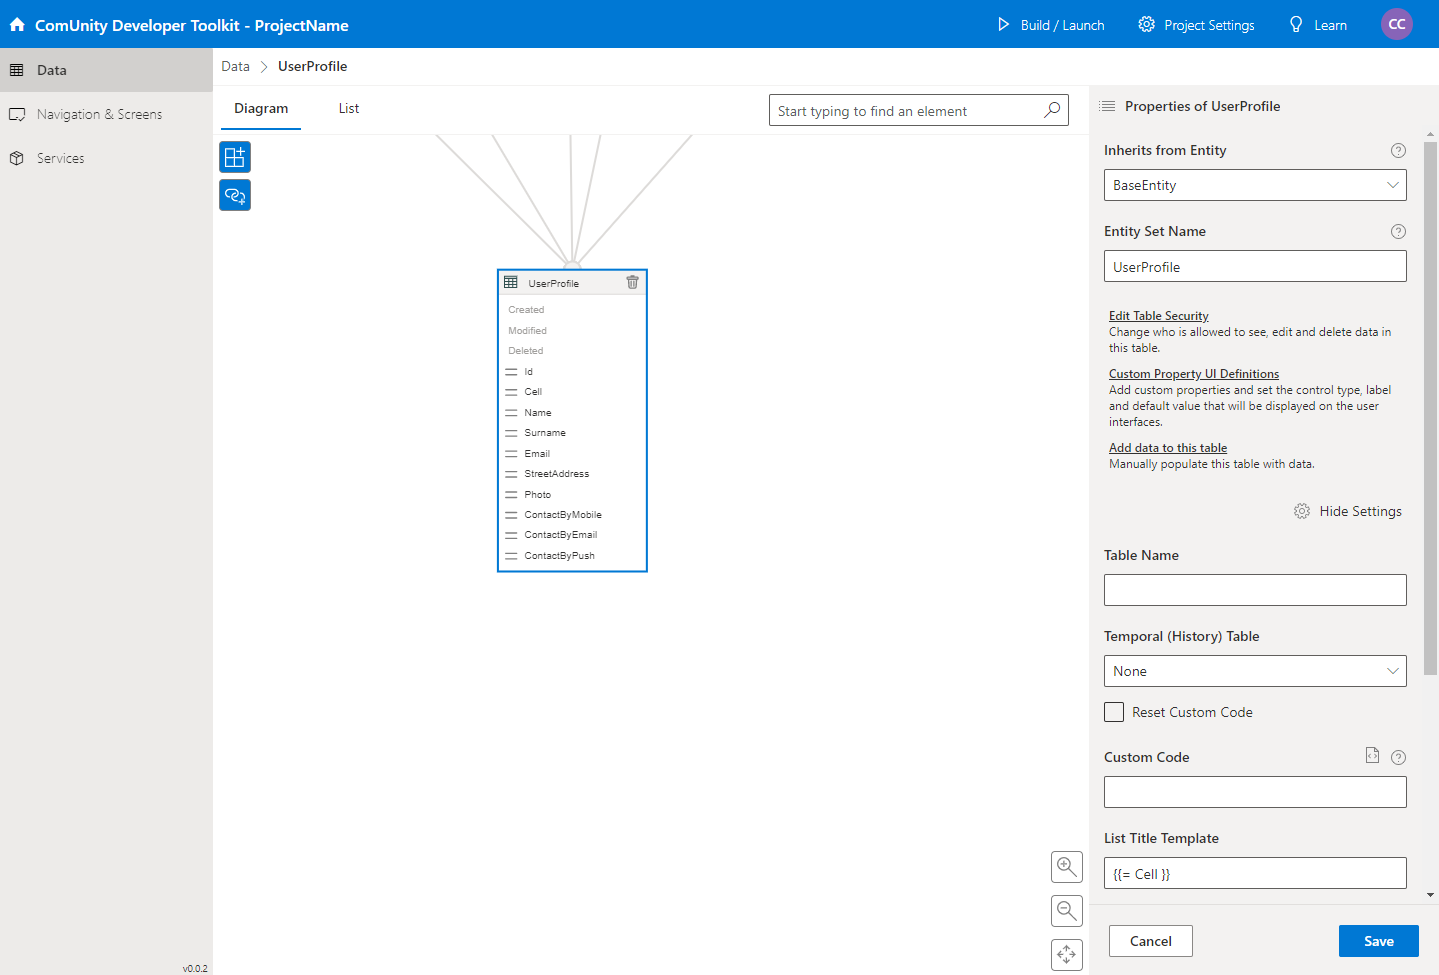 ComUnity Developer Toolkit - ProjectName
Build / Launch
Project Settings
Learn
CC
Data
Navigation & Screens
Services
v0.0.2
Data > UserProfile
Diagram
List
Start typing to find an element
UserProfile
Created
Modified
Deleted
Id
Cell
Name
Surname
Email
StreetAddress
Photo
ContactByMobile
ContactByEmail
ContactByPush
Properties of UserProfile
Inherits from Entity
BaseEntity
Entity Set Name
UserProfile
Edit Table Security
Change who is allowed to see, edit and delete data in
this table.
Custom Property UI Definitions
Add custom properties and set the control type, label
and default value that will be displayed on the user
interfaces.
Add data to this table
Manually populate this table with data.
Hide Settings
Table Name
Temporal (History) Table
None
Reset Custom Code
Custom Code
List Title Template
{{= Cell }}
Cancel
Save